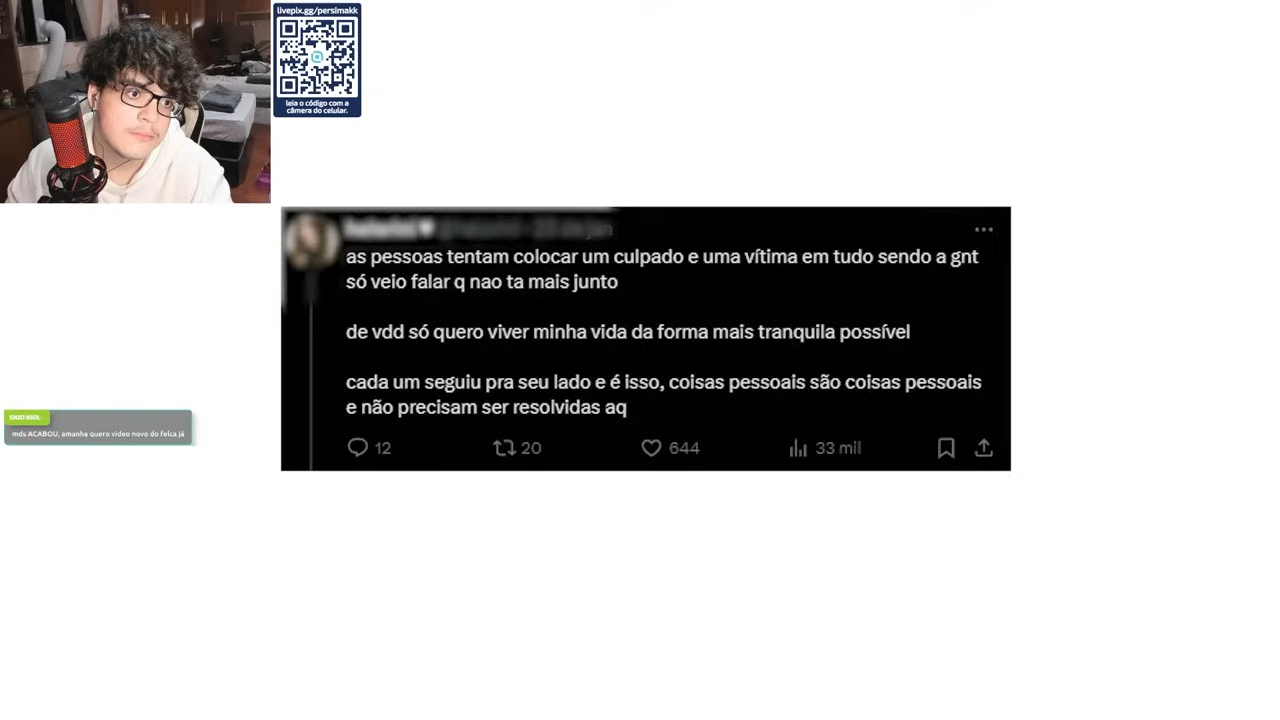 livepix.gg/persimakk
leia o código com a
câmera do celular.
as pessoas tentam colocar um culpado e uma vítima em tudo sendo a gnt
só veio falar q nao ta mais junto
de vdd só quero viver minha vida da forma mais tranquila possível
cada um seguiu pra seu lado e é isso, coisas pessoais são coisas pessoais
e não precisam ser resolvidas aq
12 20 644 33 mil
mds ACABOU, amanha quero video novo do felca já